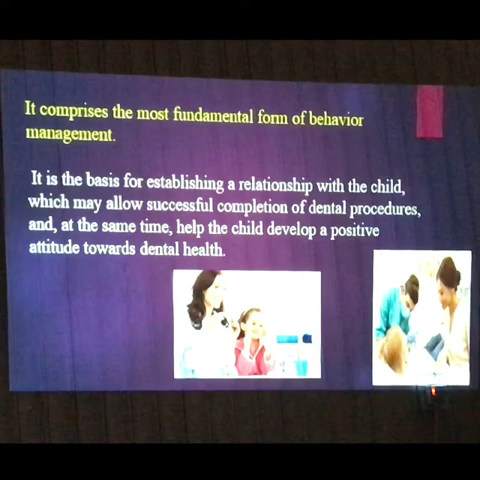 It comprises the most fundamental form of behavior
management.
It is the basis for establishing a relationship with the child,
which may allow successful completion of dental procedures,
and, at the same time, help the child develop a positive
attitude towards dental health.